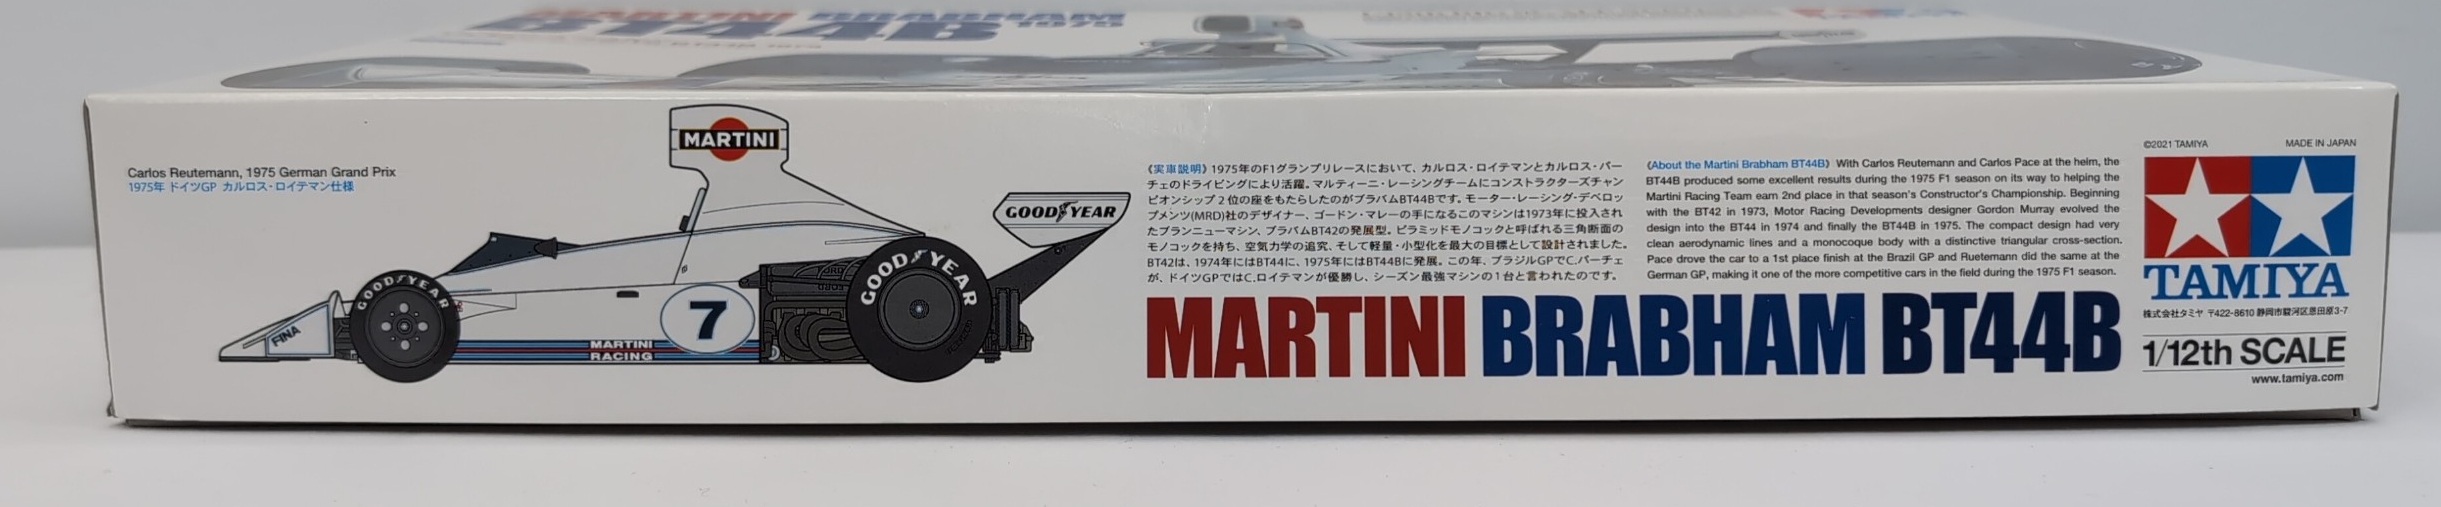 MARTINI BRABHAM
BT44B 1975
Carlos Reutemann, 1975 German Grand Prix
1975年 ドイツGP カルロス・ロイテマン仕様
MARTINI
GOODYEAR
GOODYEAR
GOODYEAR
FINA
7
MARTINI
RACING
《実車説明》1975年のF1グランプリレースにおいて、カルロス・ロイテマンとカルロス・パー
チェのドライビングにより活躍。マルティーニ・レーシングチームにコンストラクターズチャン
ピオンシップ2位の座をもたらしたのがブラバムBT44Bです。モーター・レーシング・デベロッ
プメンツ(MRD)社のデザイナー、ゴードン・マレーの手になるこのマシンは1973年に投入され
たブランニューマシン、ブラバムBT42の発展型。ピラミッドモノコックと呼ばれる三角断面の
モノコックを持ち、空気力学の追究、そして軽量・小型化を最大の目標として設計されました。
BT42は、1974年にはBT44に、1975年にはBT44Bに発展。この年、ブラジルGPでC.パーチェ
が、ドイツGPではC.ロイテマンが優勝し、シーズン最強マシンの1台と言われたのです。
《About the Martini Brabham BT44B》 With Carlos Reutemann and Carlos Pace at the helm, the
BT44B produced some excellent results during the 1975 F1 season on its way to helping the
Martini Racing Team earn 2nd place in that season's Constructor's Championship. Beginning
with the BT42 in 1973, Motor Racing Developments designer Gordon Murray evolved the
design into the BT44 in 1974 and finally the BT44B in 1975. The compact design had very
clean aerodynamic lines and a monocoque body with a distinctive triangular cross-section.
Pace drove the car to a 1st place finish at the Brazil GP and Ruetemann did the same at the
German GP, making it one of the more competitive cars in the field during the 1975 F1 season.
MARTINI BRABHAM BT44B
©2021 TAMIYA MADE IN JAPAN
TAMIYA
株式会社タミヤ 〒422-8610 静岡市駿河区恩田原3-7
1/12th SCALE
www.tamiya.com